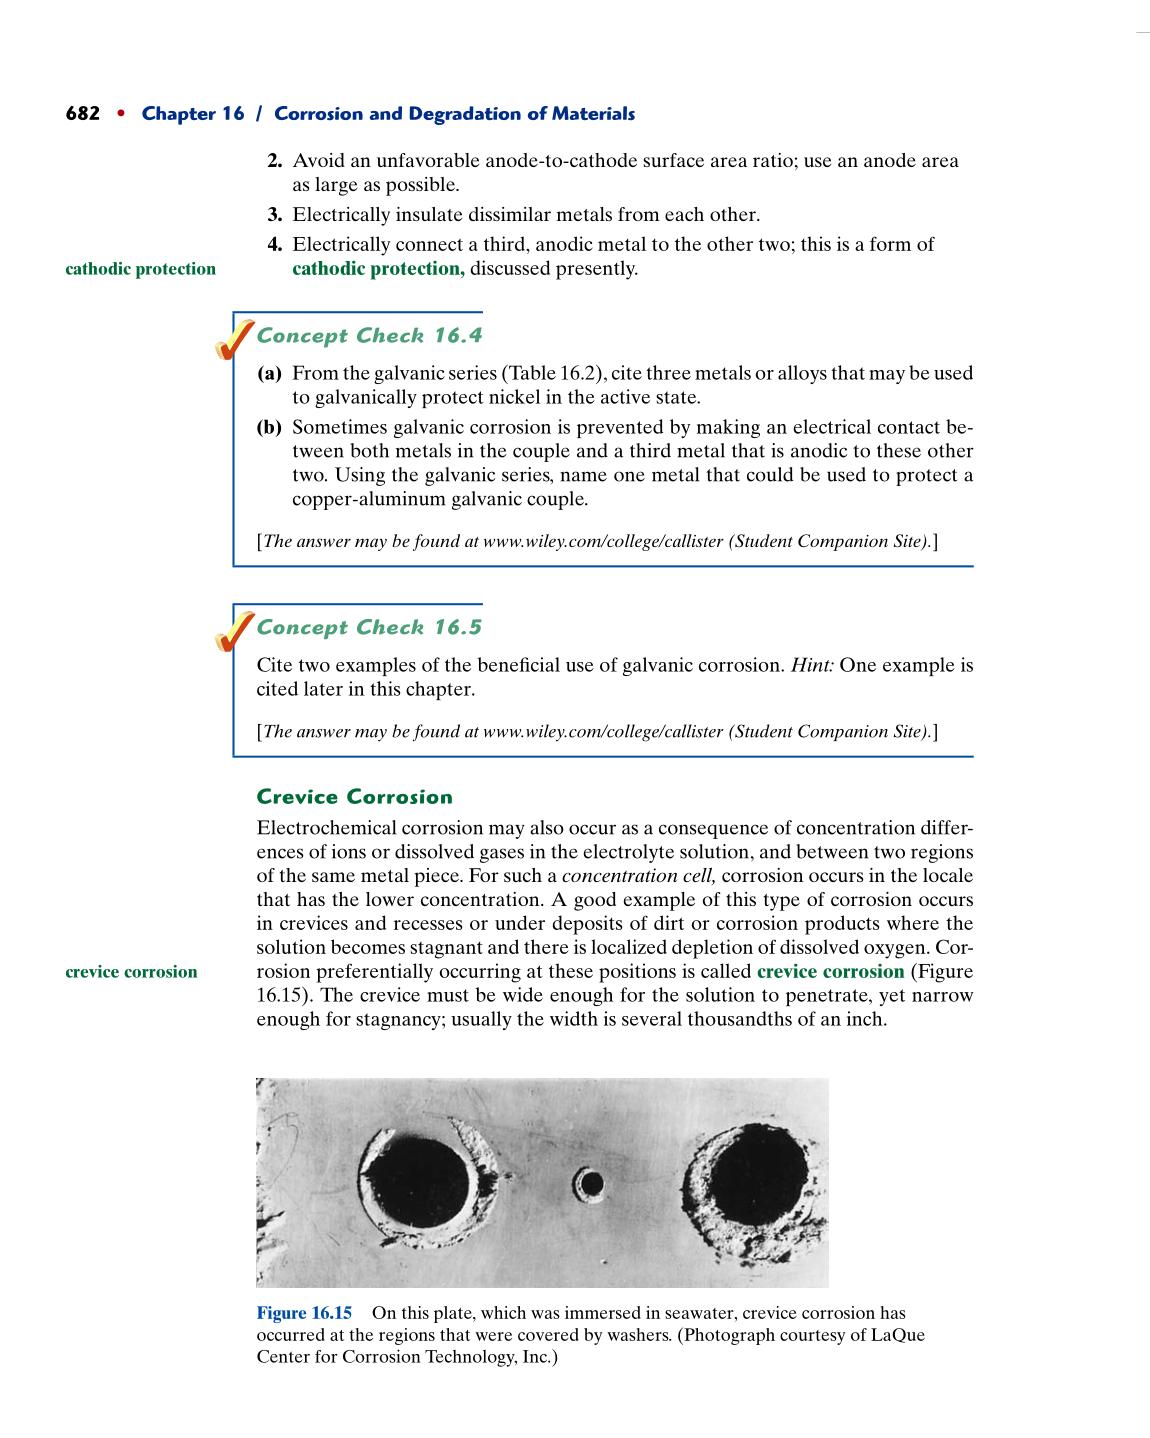 682 • Chapter 16 / Corrosion and Degradation of Materials
2. Avoid an unfavorable anode-to-cathode surface area ratio; use an anode area
as large as possible.
3. Electrically insulate dissimilar metals from each other.
4. Electrically connect a third, anodic metal to the other two; this is a form of
cathodic protection
cathodic protection, discussed presently.
Concept Check 16.4
(a) From the galvanic series (Table 16.2), cite three metals or alloys that may be used
to galvanically protect nickel in the active state.
(b) Sometimes galvanic corrosion is prevented by making an electrical contact be-
tween both metals in the couple and a third metal that is anodic to these other
two. Using the galvanic series, name one metal that could be used to protect a
copper-aluminum galvanic couple.
[The answer may be found at www.wiley.com/college/callister (Student Companion Site).]
Concept Check 16.5
Cite two examples of the beneficial use of galvanic corrosion. Hint: One example is
cited later in this chapter.
[The answer may be found at www.wiley.com/college/callister (Student Companion Site).]
Crevice Corrosion
Electrochemical corrosion may also occur as a consequence of concentration differ-
ences of ions or dissolved gases in the electrolyte solution, and between two regions
of the same metal piece. For such a concentration cell, corrosion occurs in the locale
that has the lower concentration. A good example of this type of corrosion occurs
in crevices and recesses or under deposits of dirt or corrosion products where the
solution becomes stagnant and there is localized depletion of dissolved oxygen. Cor-
crevice corrosion
rosion preferentially occurring at these positions is called crevice corrosion (Figure
16.15). The crevice must be wide enough for the solution to penetrate, yet narrow
enough for stagnancy; usually the width is several thousandths of an inch.
Figure 16.15 On this plate, which was immersed in seawater, crevice corrosion has
occurred at the regions that were covered by washers. (Photograph courtesy of LaQue
Center for Corrosion Technology, Inc.)